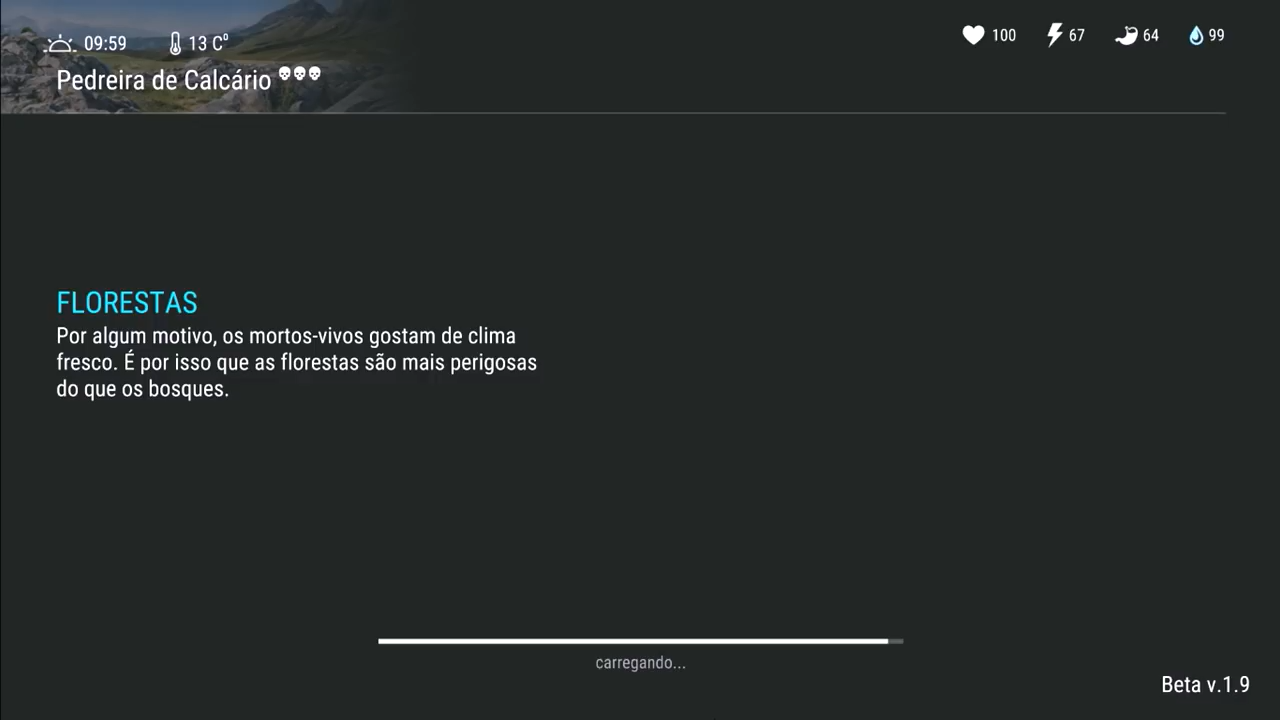 09:59 13 Cº 100 67 64 99
Pedreira de Calcário
FLORESTAS
Por algum motivo, os mortos-vivos gostam de clima
fresco. É por isso que as florestas são mais perigosas
do que os bosques.
carregando...
Beta v.1.9